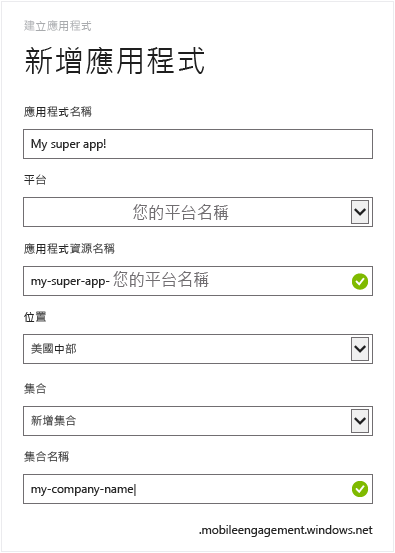 建立應用程式
新增應用程式
應用程式名稱
My super app!
平台
您的平台名稱
應用程式資源名稱
my-super-app- 您的平台名稱
位置
美國中部
集合
新增集合
集合名稱
my-company-name
.mobileengagement.windows.net